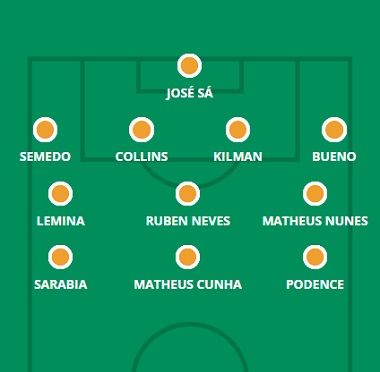 JOSÉ SÁ
SEMEDO COLLINS KILMAN BUENO
LEMINA RUBEN NEVES MATHEUS NUNES
SARABIA MATHEUS CUNHA PODENCE